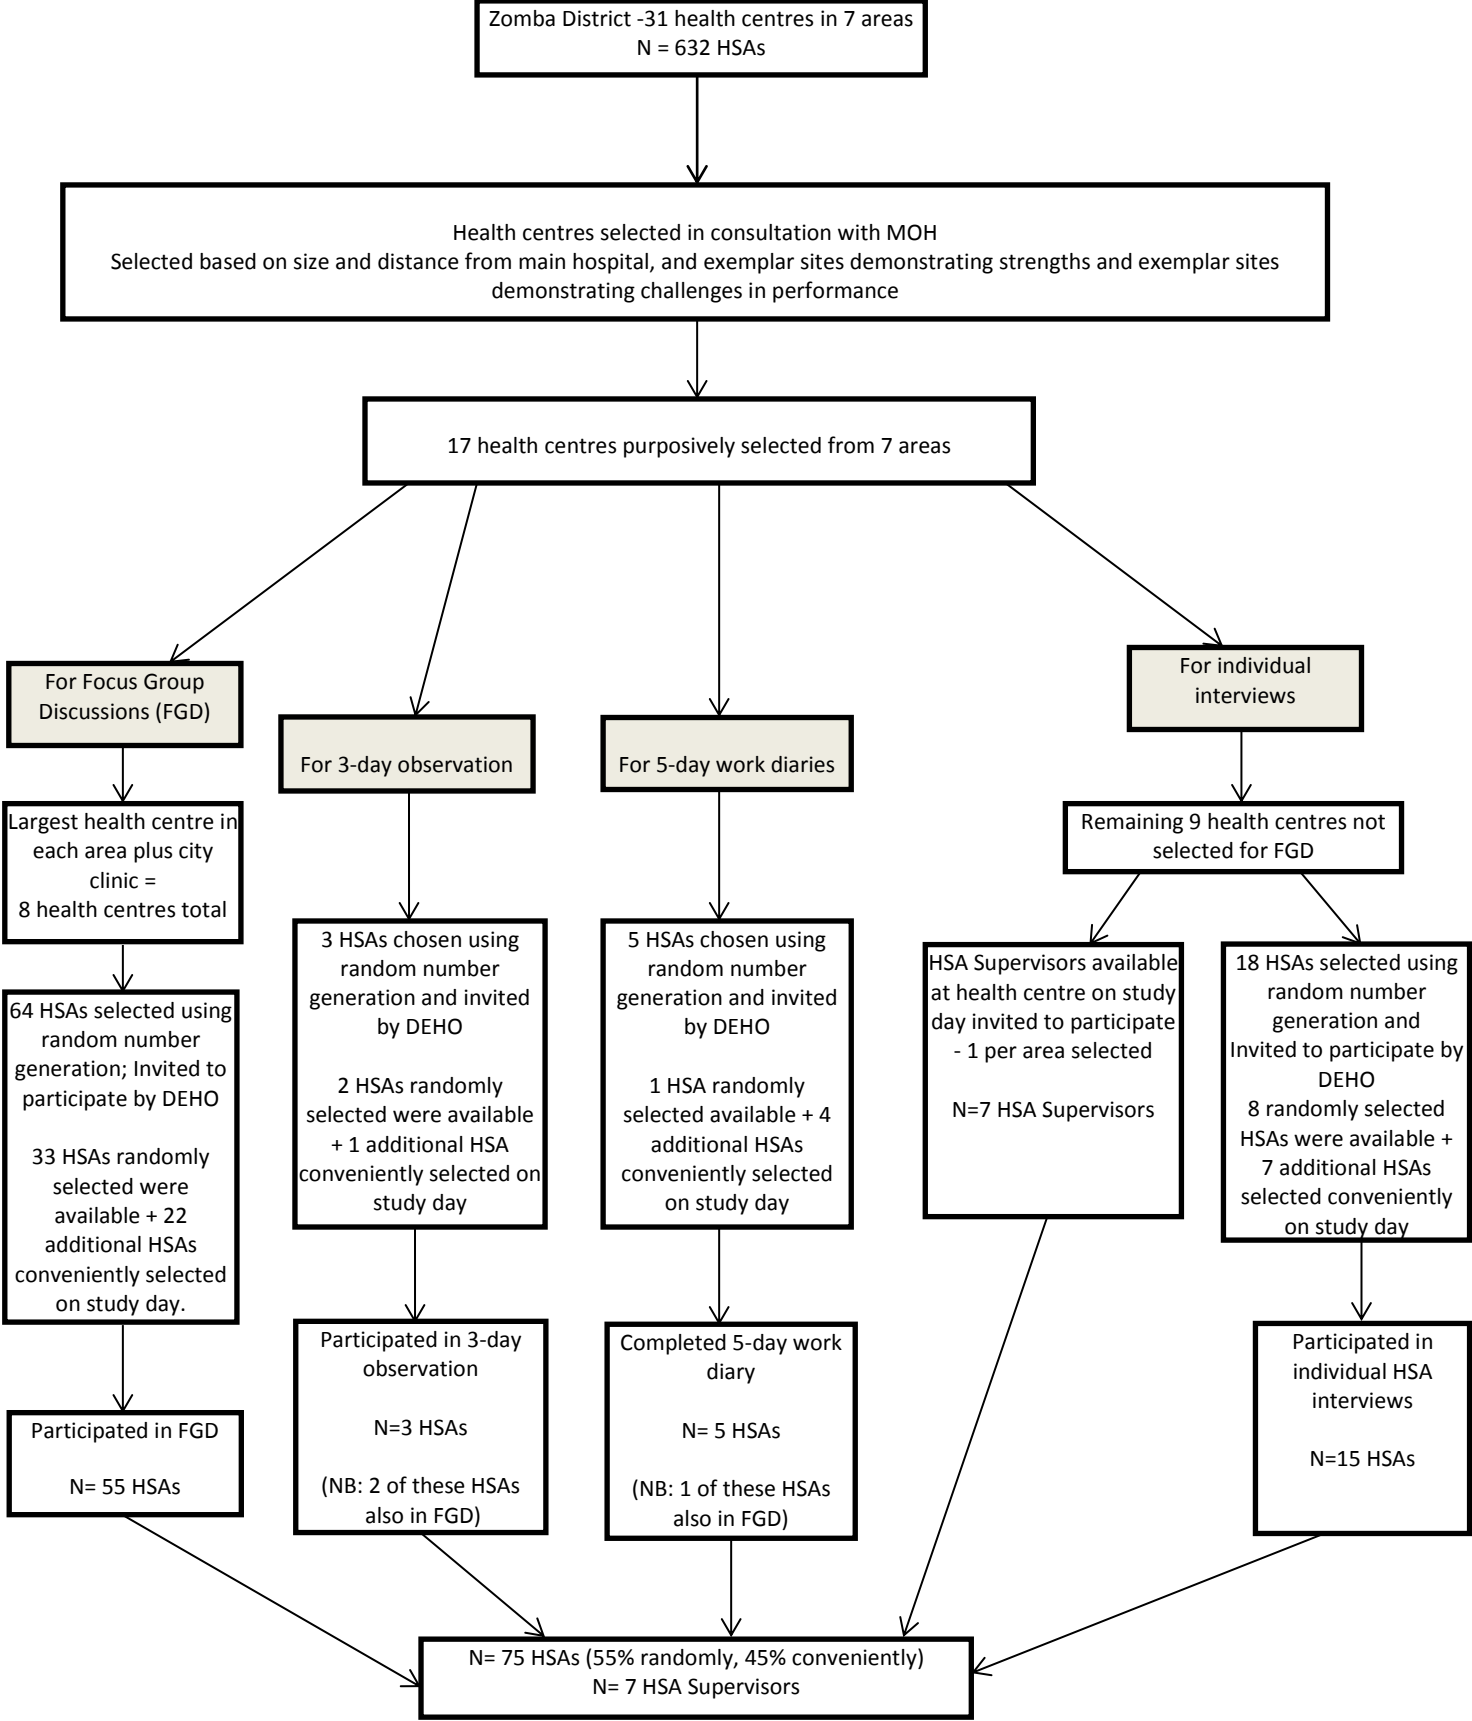 Zomba District -31 health centres in 7 areas
N = 632 HSAs
Health centres selected in consultation with MOH
Selected based on size and distance from main hospital, and exemplar sites demonstrating strengths and exemplar sites
demonstrating challenges in performance
17 health centres purposively selected from 7 areas
For Focus Group
Discussions (FGD)
For 3-day observation
For 5-day work diaries
For individual
interviews
Largest health centre in
each area plus city
clinic =
8 health centres total
Remaining 9 health centres not
selected for FGD
64 HSAs selected using
random number
generation; Invited to
participate by DEHO
33 HSAs randomly
selected were
available + 22
additional HSAs
conveniently selected
on study day.
3 HSAs chosen using
random number
generation and invited
by DEHO
2 HSAs randomly
selected were available
+ 1 additional HSA
conveniently selected on
study day
5 HSAs chosen using
random number
generation and invited
by DEHO
1 HSA randomly
selected available + 4
additional HSAs
conveniently selected
on study day
HSA Supervisors available
at health centre on study
day invited to participate
- 1 per area selected
N=7 HSA Supervisors
18 HSAs selected using
random number
generation and
Invited to participate by
DEHO
8 randomly selected
HSAs were available +
7 additional HSAs
selected conveniently
on study day
Participated in FGD
N= 55 HSAs
Participated in 3-day
observation
N=3 HSAs
(NB: 2 of these HSAs
also in FGD)
Completed 5-day work
diary
N= 5 HSAs
(NB: 1 of these HSAs
also in FGD)
Participated in
individual HSA
interviews
N=15 HSAs
N= 75 HSAs (55% randomly, 45% conveniently)
N= 7 HSA Supervisors